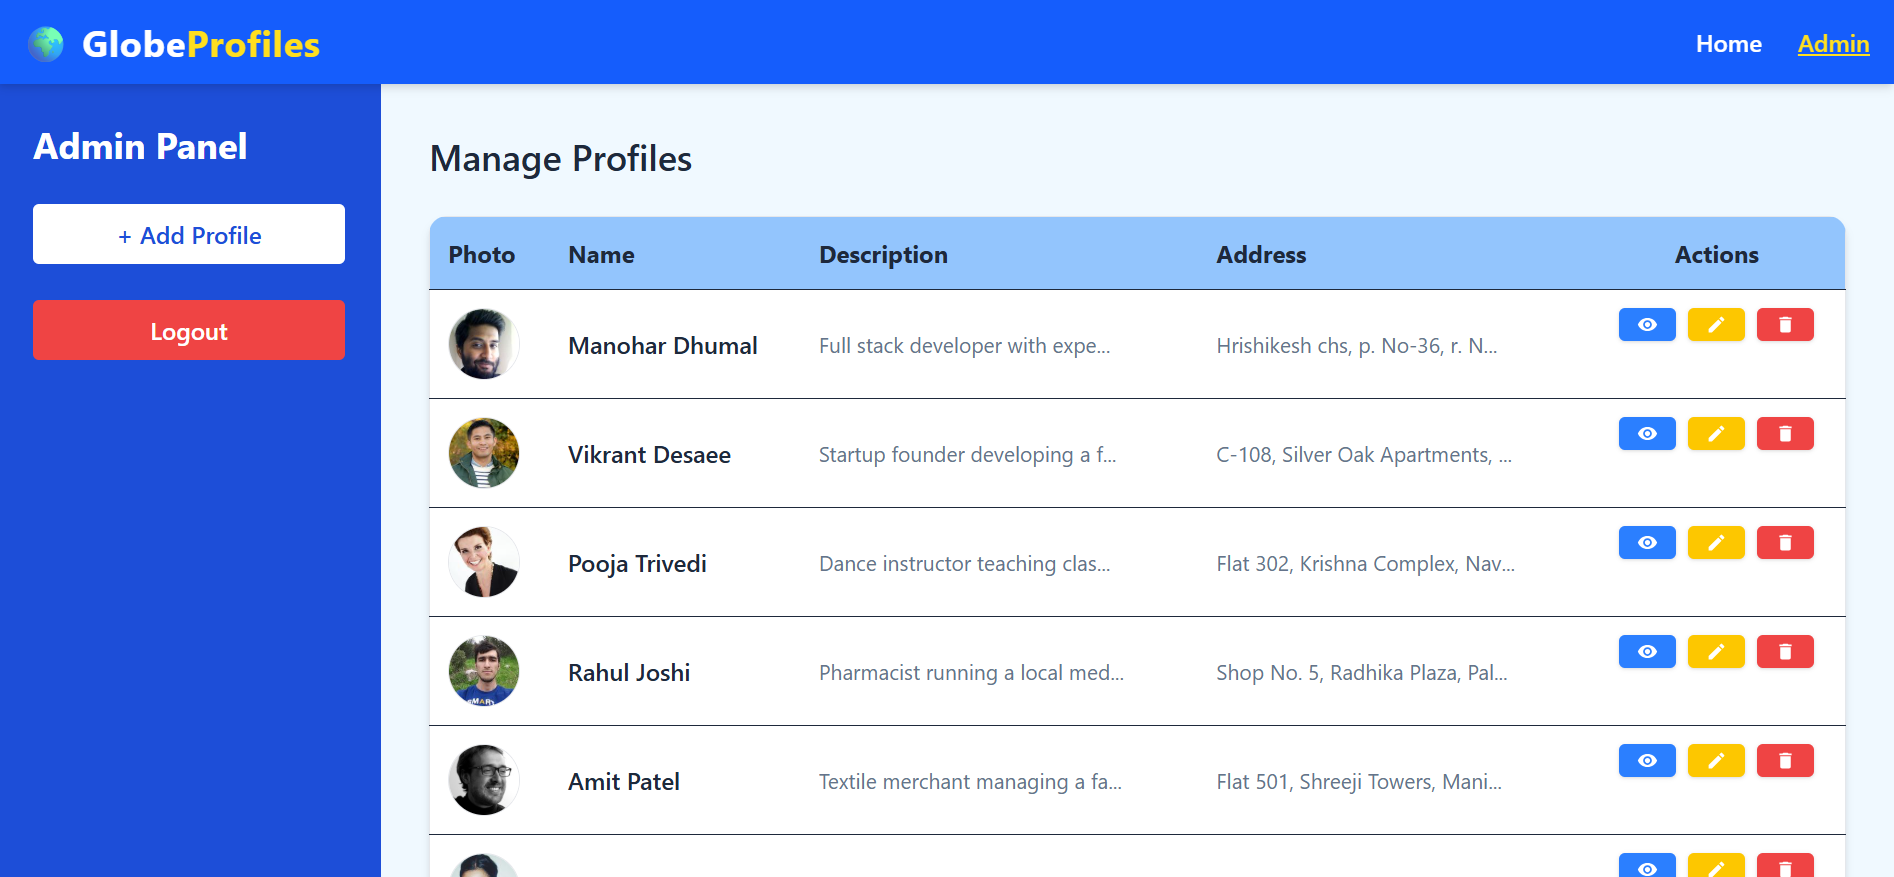 GlobeProfiles
Home Admin
Admin Panel
+ Add Profile
Logout
Manage Profiles
Photo Name Description Address Actions
Manohar Dhumal Full stack developer with expe... Hrishikesh chs, p. No-36, r. N...
Vikrant Desaee Startup founder developing a f... C-108, Silver Oak Apartments, ...
Pooja Trivedi Dance instructor teaching clas... Flat 302, Krishna Complex, Nav...
Rahul Joshi Pharmacist running a local med... Shop No. 5, Radhika Plaza, Pal...
Amit Patel Textile merchant managing a fa... Flat 501, Shreeji Towers, Mani...